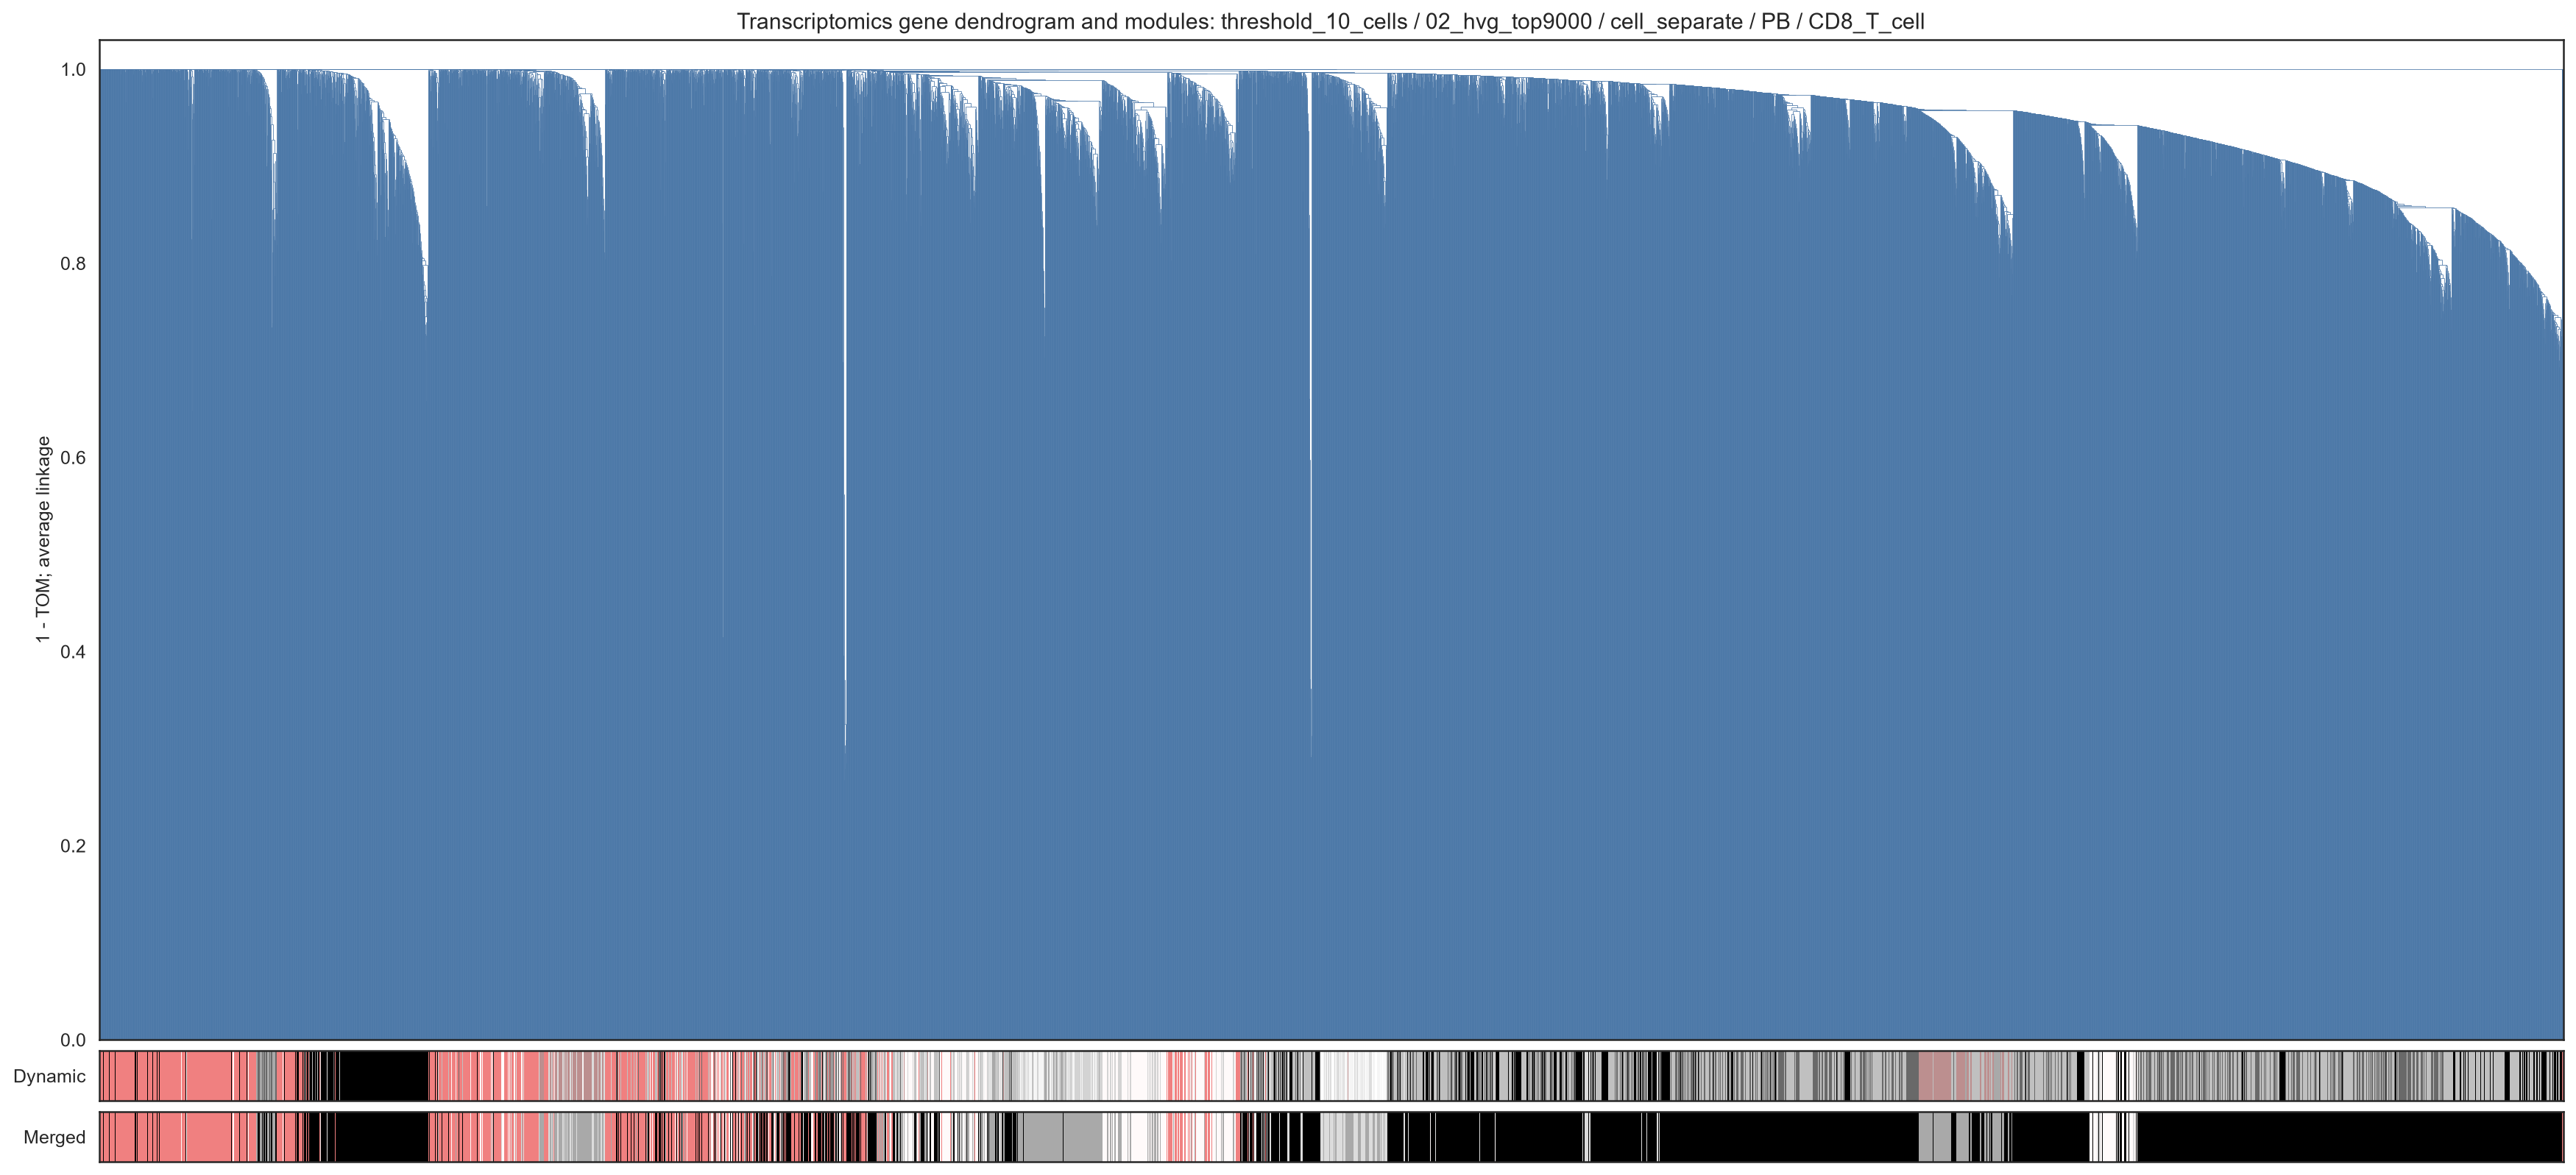 Transcriptomics gene dendrogram and modules: threshold_10_cells / 02_hvg_top9000 / cell_separate / PB / CD8_T_cell
1.0
0.8
0.6
0.4
0.2
0.0
1 - TOM; average linkage
Dynamic
Merged